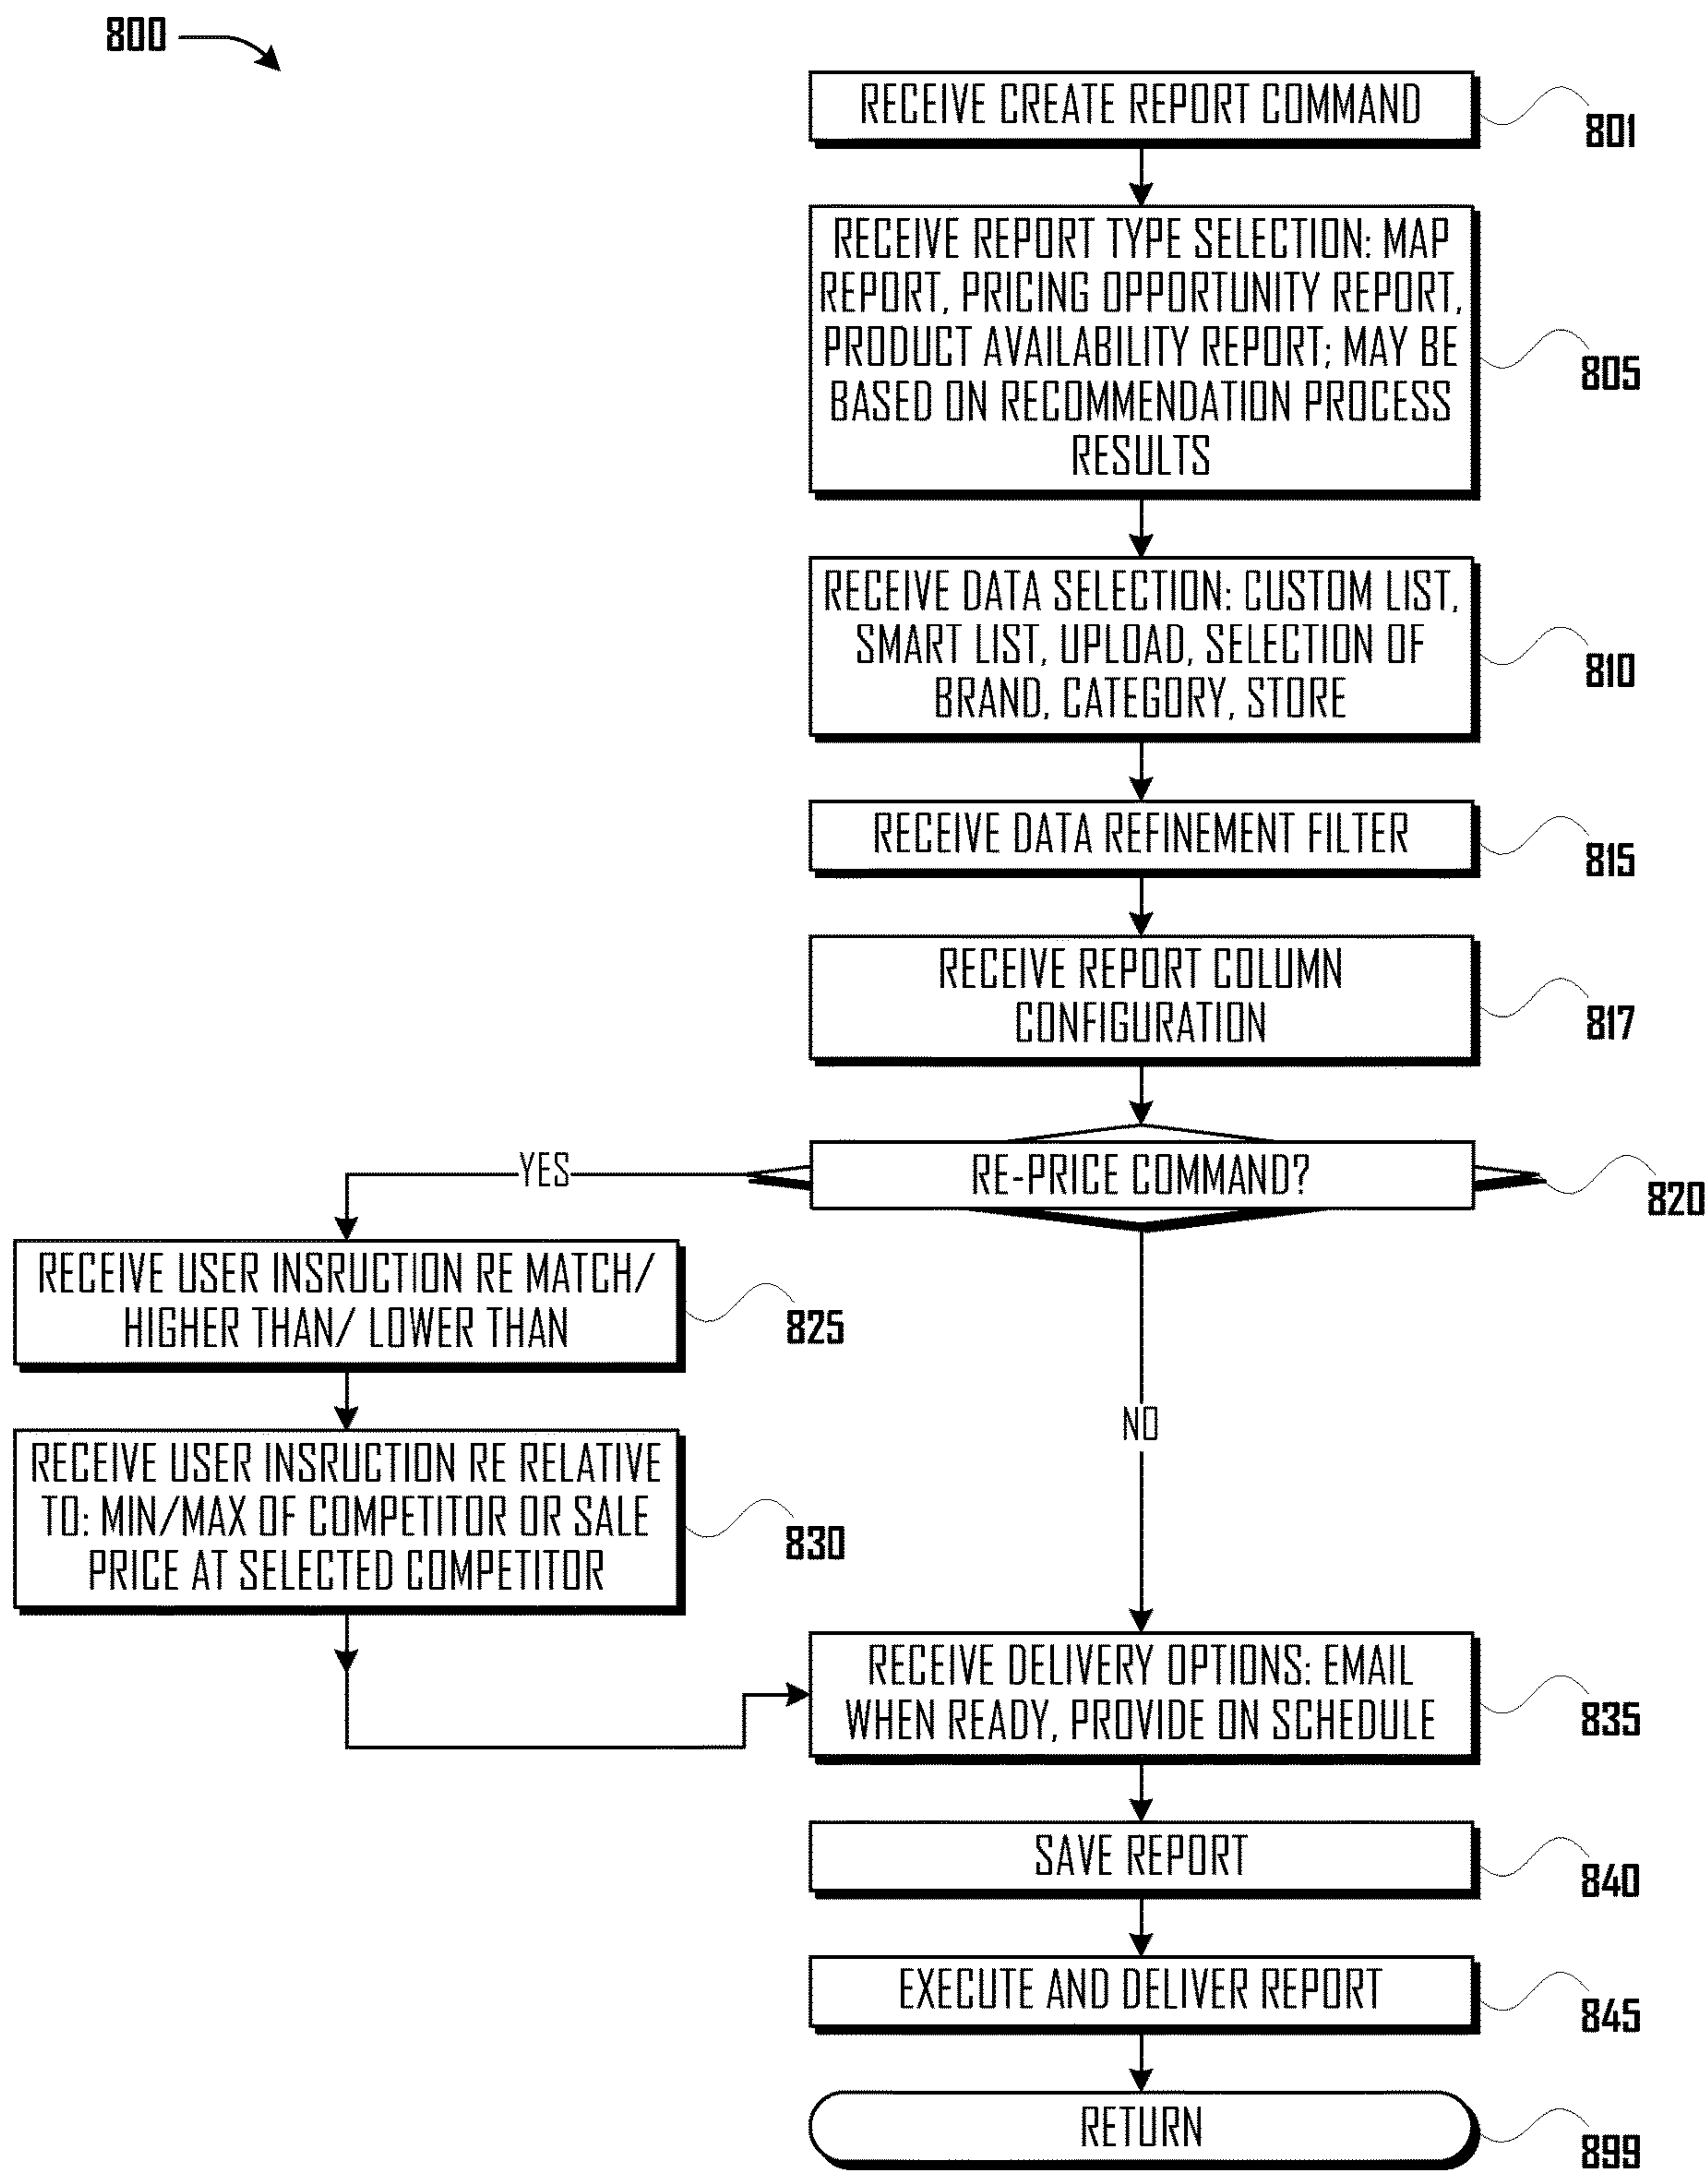 800
RECEIVE CREATE REPORT COMMAND
801
RECEIVE REPORT TYPE SELECTION: MAP
REPORT, PRICING OPPORTUNITY REPORT,
PRODUCT AVAILABILITY REPORT; MAY BE
BASED ON RECOMMENDATION PROCESS
RESULTS
805
RECEIVE DATA SELECTION: CUSTOM LIST,
SMART LIST, UPLOAD, SELECTION OF
BRAND, CATEGORY, STORE
810
RECEIVE DATA REFINEMENT FILTER
815
RECEIVE REPORT COLUMN
CONFIGURATION
817
RE-PRICE COMMAND?
820
YES
RECEIVE USER INSRUCTION RE MATCH/
HIGHER THAN/ LOWER THAN
825
RECEIVE USER INSRUCTION RE RELATIVE
TO: MIN/MAX OF COMPETITOR OR SALE
PRICE AT SELECTED COMPETITOR
830
NO
RECEIVE DELIVERY OPTIONS: EMAIL
WHEN READY, PROVIDE ON SCHEDULE
835
SAVE REPORT
840
EXECUTE AND DELIVER REPORT
845
RETURN
899